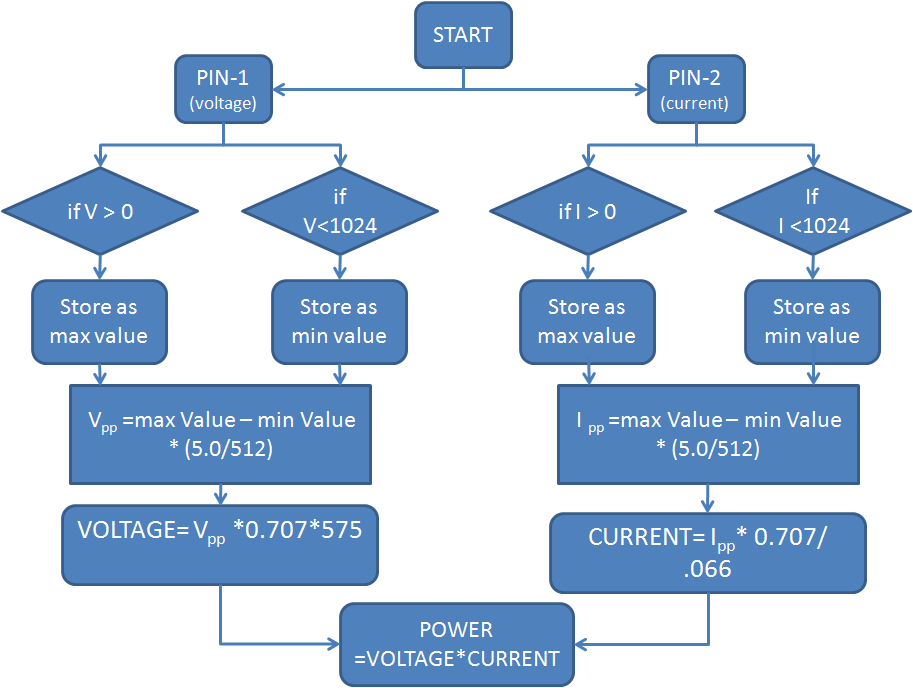 START
PIN-1
(voltage)
PIN-2
(current)
if V > 0
if
V<1024
if I > 0
If
I <1024
Store as
max value
Store as
min value
Store as
max value
Store as
min value
Vpp =max Value – min Value
* (5.0/512)
I pp =max Value – min Value
* (5.0/512)
VOLTAGE= Vpp *0.707*575
CURRENT= Ipp* 0.707/
.066
POWER
=VOLTAGE*CURRENT